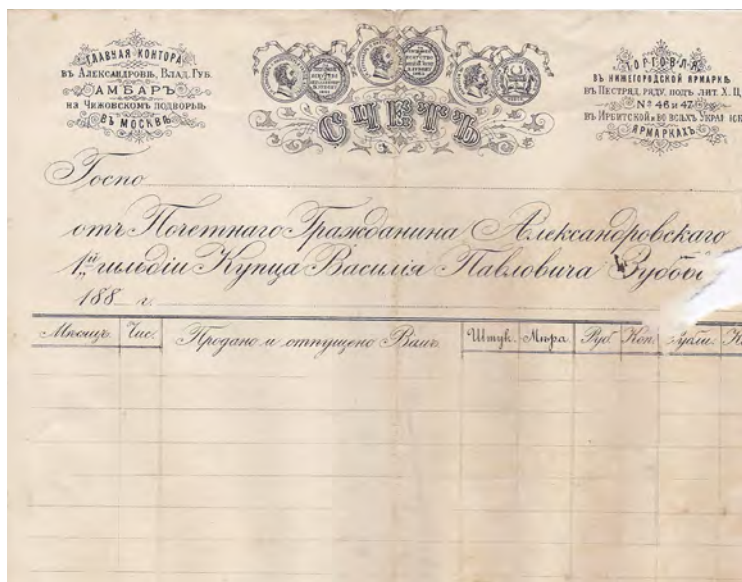 ГЛАВНАЯ КОНТОРА
въ Александровѣ, Влад. Губ.
АМБАРЪ
на Чижовскомъ подворьѣ,
ВЪ МОСКВѢ
СЧЕТЪ
ТОРГОВЛЯ
ВЪ НИЖЕГОРОДСКОЙ ЯРМАРКѢ
въ Пестряд. ряду, подъ лит. Х. Ц.
№ 46 и 47
въ Ирбитской и во всѣхъ
ЯРМАРКАХЪ
Госпо
отъ Почетнаго Гражданина Александровскаго
1й гильдіи Купца Василія Павловича
188 г.
Мѣсяцъ. Чис. Продано и отпущено Вамъ Штук. Мѣра. Руб. Коп.